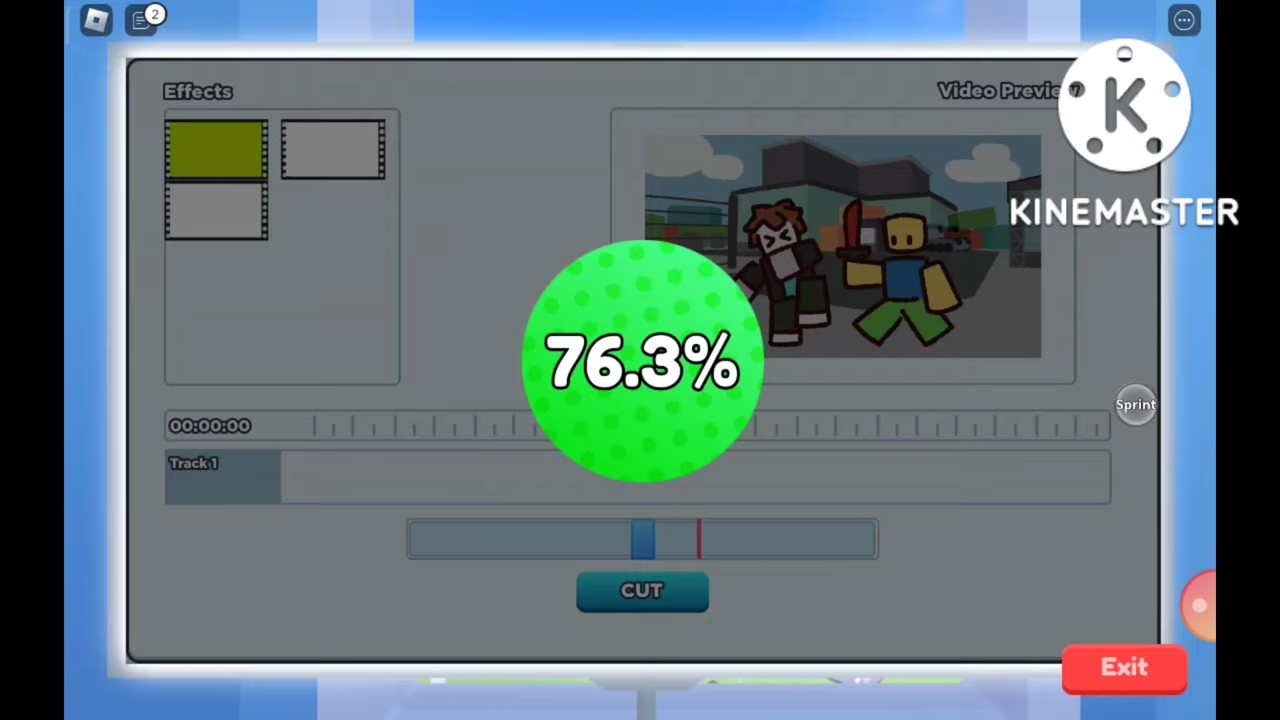 2
Effects
Video Preview
KINEMASTER
76.3%
Sprint
00:00:00
Track 1
CUT
Exit